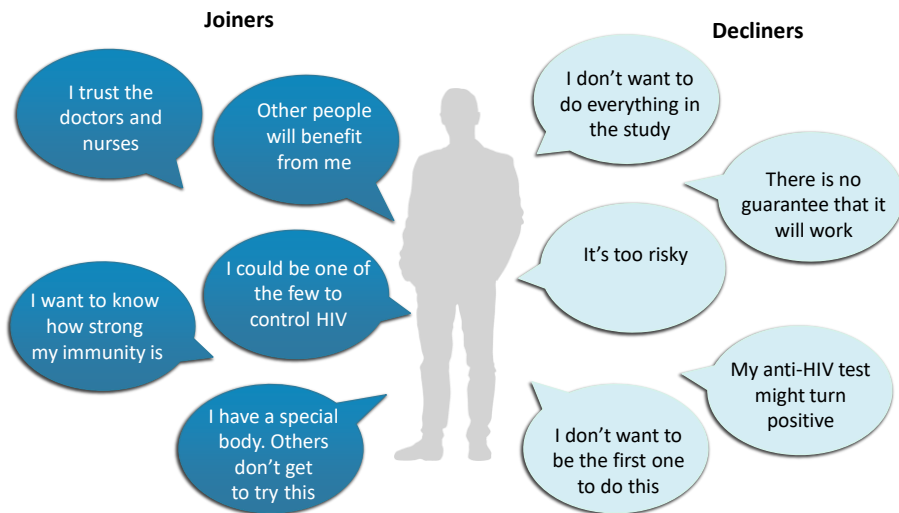 Joiners
I trust the
doctors and
nurses
Other people
will benefit
from me
I want to know
how strong
my immunity is
I could be one of
the few to
control HIV
I have a special
body. Others
don’t get
to try this
Decliners
I don’t want to
do everything in
the study
There is no
guarantee that it
will work
It’s too risky
My anti-HIV test
might turn
positive
I don’t want to
be the first one
to do this